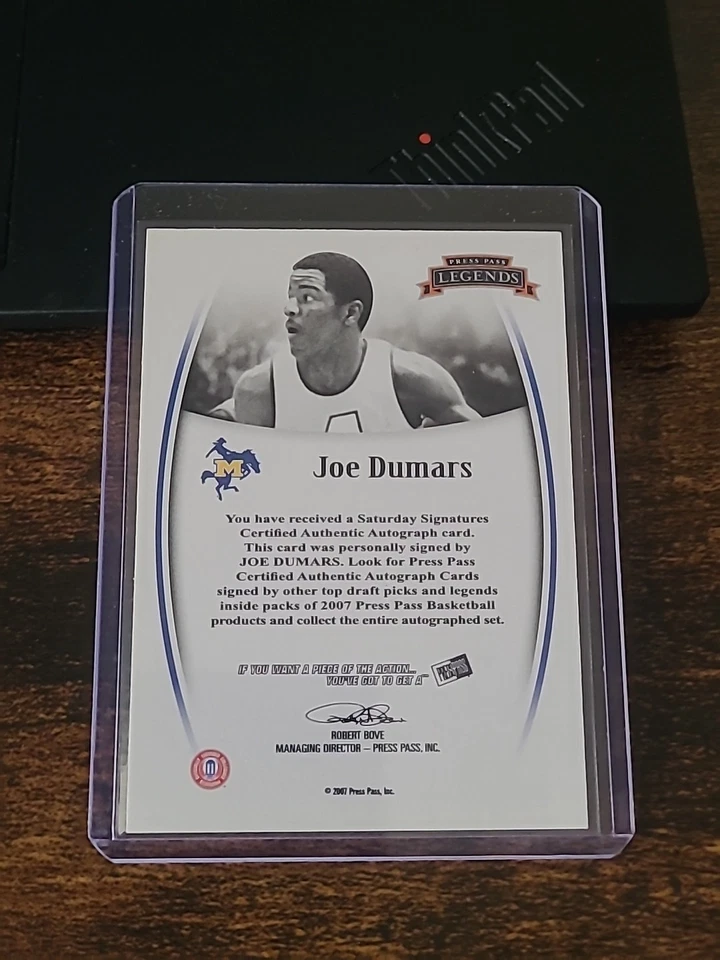 ThinkPad
PRESS PASS
LEGENDS
M
Joe Dumars
You have received a Saturday Signatures
Certified Authentic Autograph card.
This card was personally signed by
JOE DUMARS. Look for Press Pass
Certified Authentic Autograph Cards
signed by other top draft picks and legends
inside packs of 2007 Press Pass Basketball
products and collect the entire autographed set.
IF YOU WANT A PIECE OF THE ACTION...
YOU'VE GOT TO GET A
ROBERT BOVE
MANAGING DIRECTOR – PRESS PASS, INC.
© 2007 Press Pass, Inc.